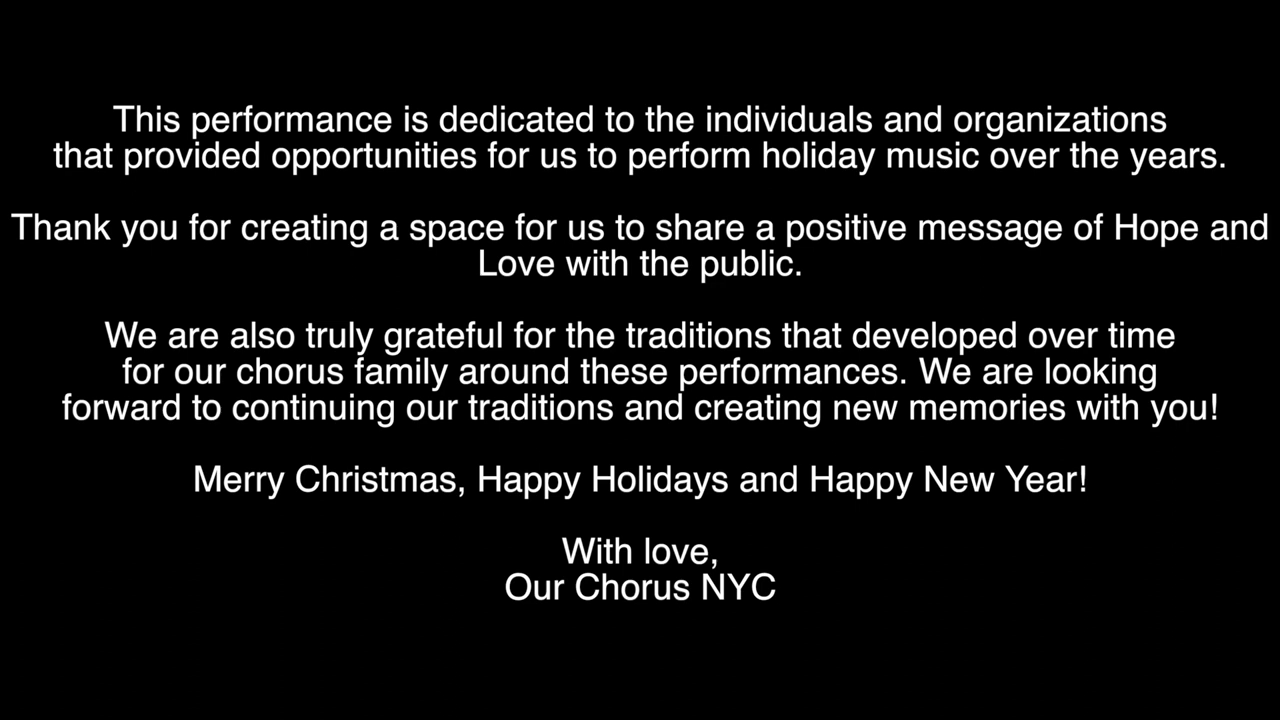 This performance is dedicated to the individuals and organizations
that provided opportunities for us to perform holiday music over the years.
Thank you for creating a space for us to share a positive message of Hope and
Love with the public.
We are also truly grateful for the traditions that developed over time
for our chorus family around these performances. We are looking
forward to continuing our traditions and creating new memories with you!
Merry Christmas, Happy Holidays and Happy New Year!
With love,
Our Chorus NYC